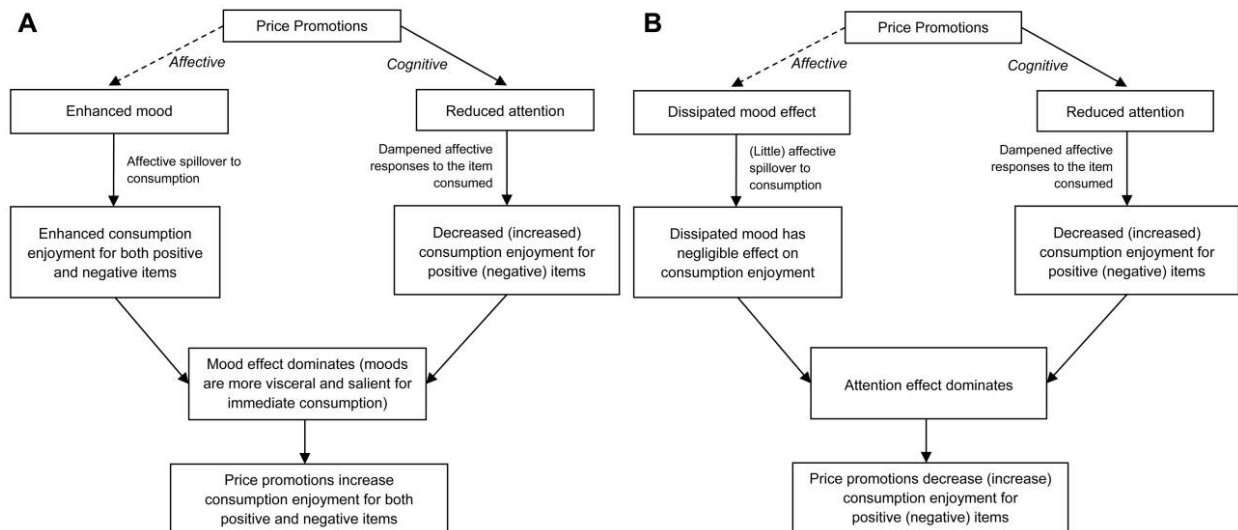 A
Price Promotions
Affective
Cognitive
Enhanced mood
Reduced attention
Affective spillover to
consumption
Dampened affective
responses to the item
consumed
Enhanced consumption
enjoyment for both positive
and negative items
Decreased (increased)
consumption enjoyment for
positive (negative) items
Mood effect dominates (moods
are more visceral and salient for
immediate consumption)
Price promotions increase
consumption enjoyment for both
positive and negative items
B
Price Promotions
Affective
Cognitive
Dissipated mood effect
Reduced attention
(Little) affective
spillover to
consumption
Dampened affective
responses to the item
consumed
Dissipated mood has
negligible effect on
consumption enjoyment
Decreased (increased)
consumption enjoyment for
positive (negative) items
Attention effect dominates
Price promotions decrease (increase)
consumption enjoyment for
positive (negative) items